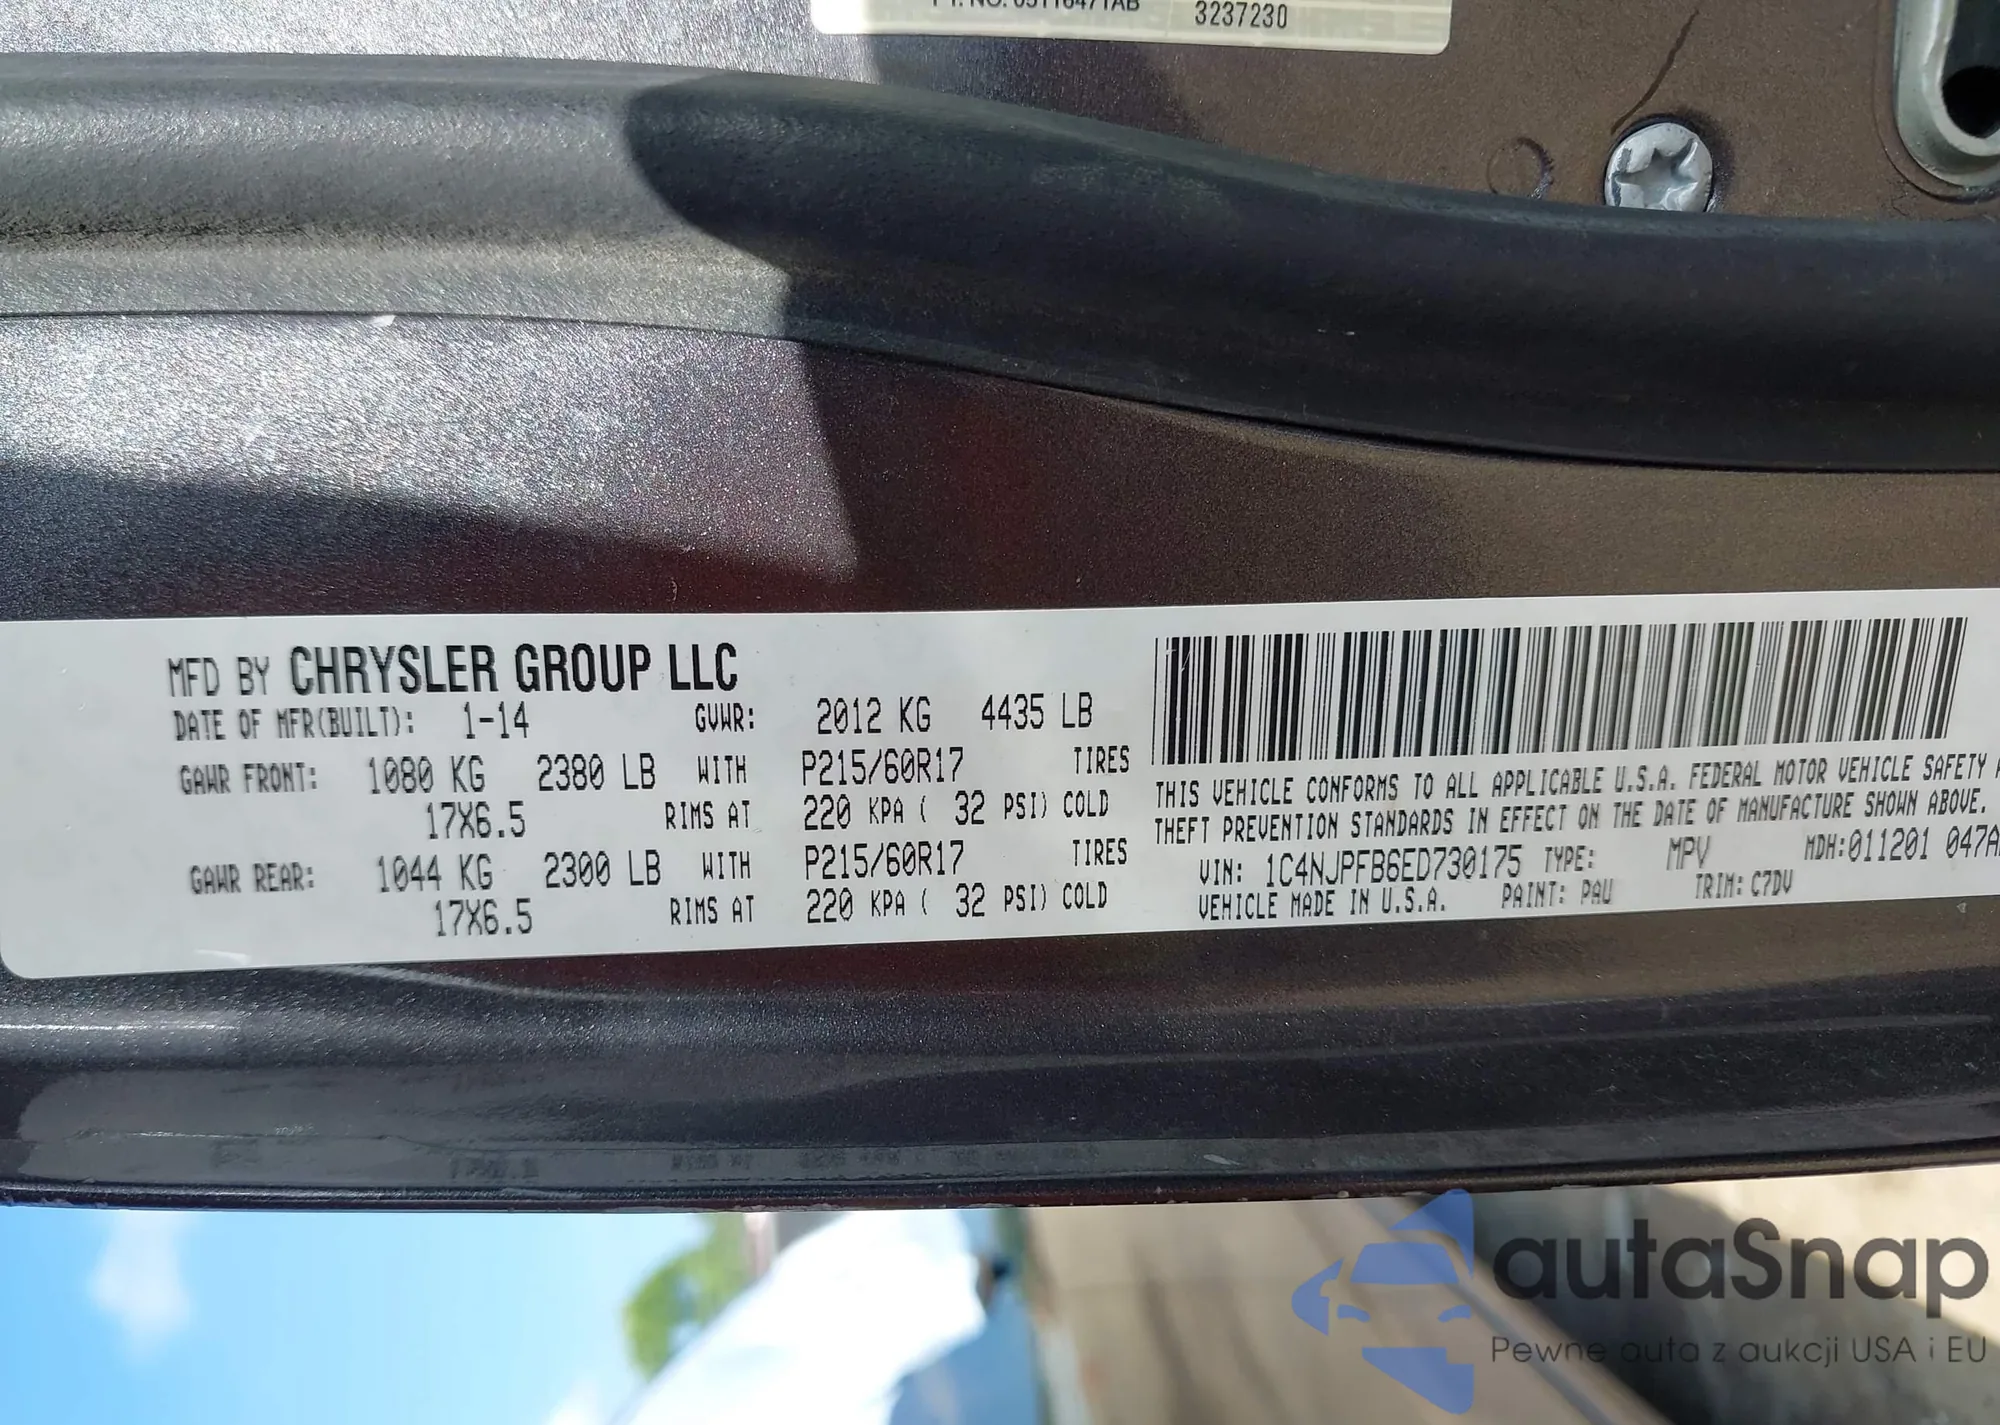 PT. NO. 05116471AB
3237230
MFD BY CHRYSLER GROUP LLC
DATE OF MFR(BUILT): 1-14 GVWR: 2012 KG 4435 LB
GAWR FRONT: 1080 KG 2380 LB WITH P215/60R17 TIRES
17X6.5 RIMS AT 220 KPA ( 32 PSI) COLD
GAWR REAR: 1044 KG 2300 LB WITH P215/60R17 TIRES
17X6.5 RIMS AT 220 KPA ( 32 PSI) COLD
THIS VEHICLE CONFORMS TO ALL APPLICABLE U.S.A. FEDERAL MOTOR VEHICLE SAFETY
THEFT PREVENTION STANDARDS IN EFFECT ON THE DATE OF MANUFACTURE SHOWN ABOVE.
VIN: 1C4NJPFB6ED730175 TYPE: MPV MDH:011201 047A
VEHICLE MADE IN U.S.A. PAINT: PAU TRIM: C7DV
autaSnap
Pewne auta z aukcji USA i EU